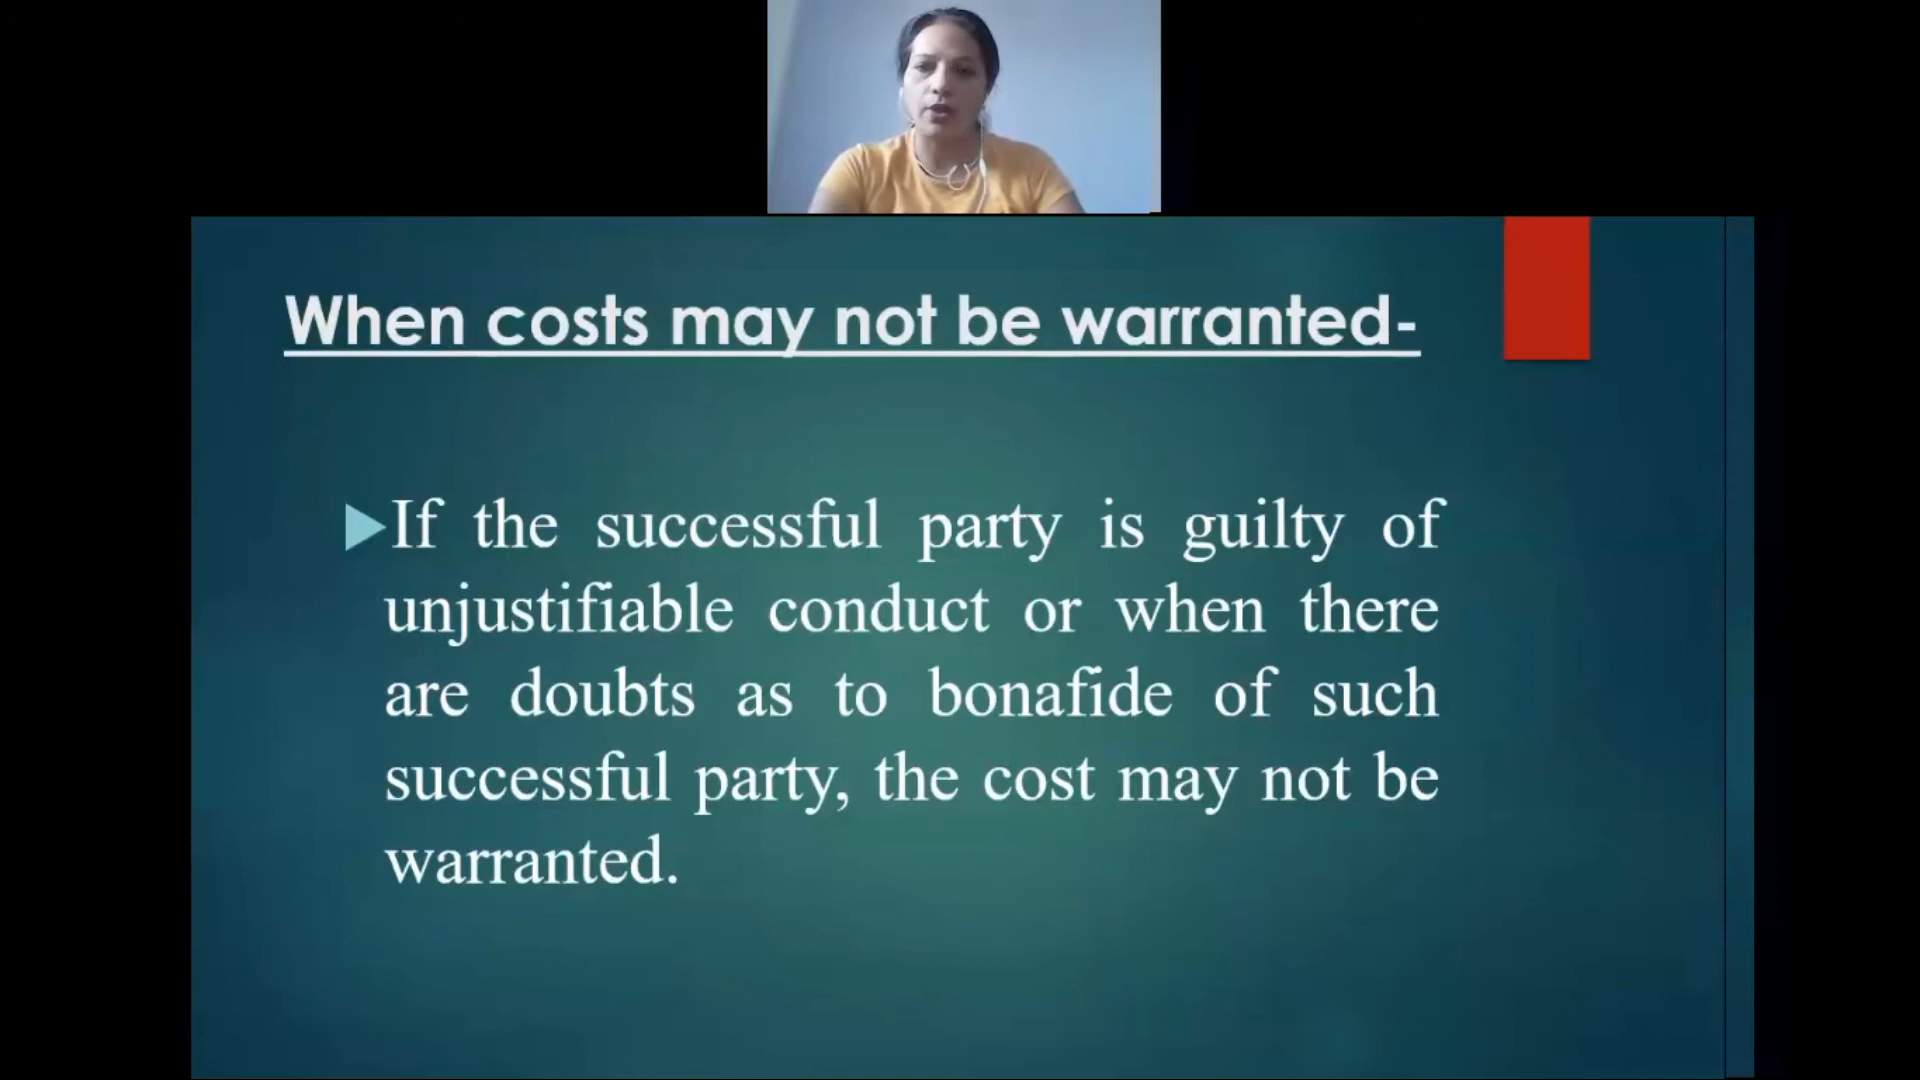 When costs may not be warranted-
If the successful party is guilty of
unjustifiable conduct or when there
are doubts as to bonafide of such
successful party, the cost may not be
warranted.